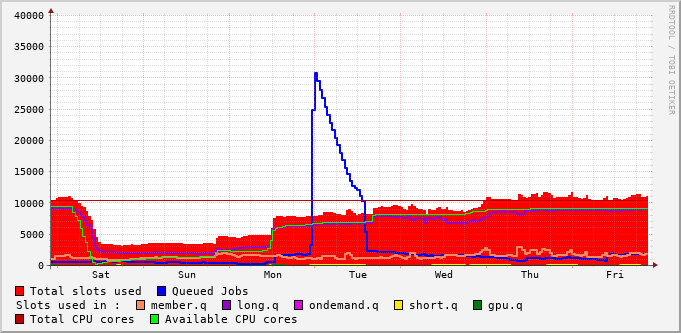 40000
35000
30000
25000
20000
15000
10000
5000
0
Sat Sun Mon Tue Wed Thu Fri
Total slots used Queued Jobs
Slots used in : member.q long.q ondemand.q short.q gpu.q
Total CPU cores Available CPU cores
RRDTOOL / TOBI OETIKER